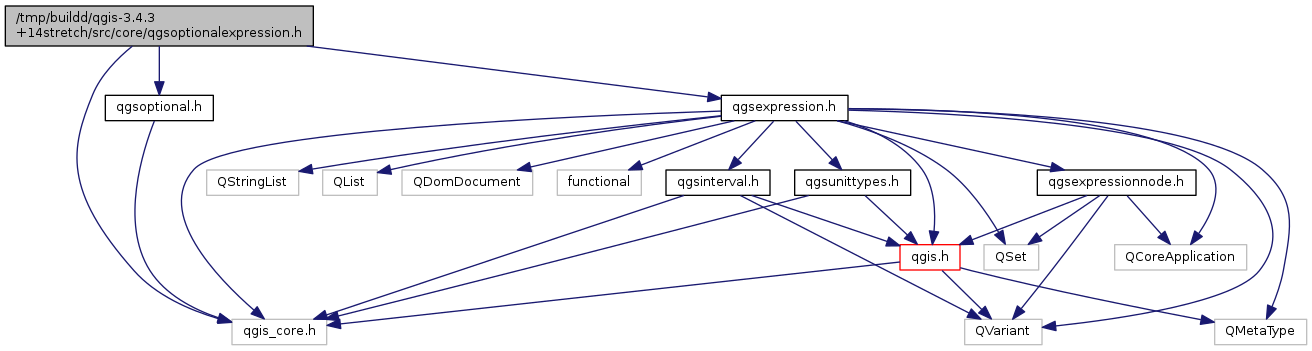 /tmp/buildd/qgis-3.4.3
+14stretch/src/core/qgsoptionalexpression.h
qgsoptional.h
qgsexpression.h
QStringList
QList
QDomDocument
functional
qgsinterval.h
qgsunittypes.h
qgsexpressionnode.h
qgis.h
QSet
QCoreApplication
qgis_core.h
QVariant
QMetaType